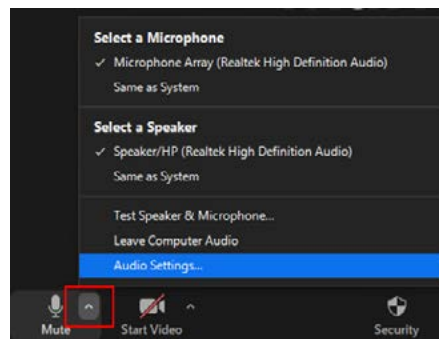 Select a Microphone
✓ Microphone Array (Realtek High Definition Audio)
Same as System
Select a Speaker
✓ Speaker/HP (Realtek High Definition Audio)
Same as System
Test Speaker & Microphone...
Leave Computer Audio
Audio Settings...
Mute
Start Video
Security